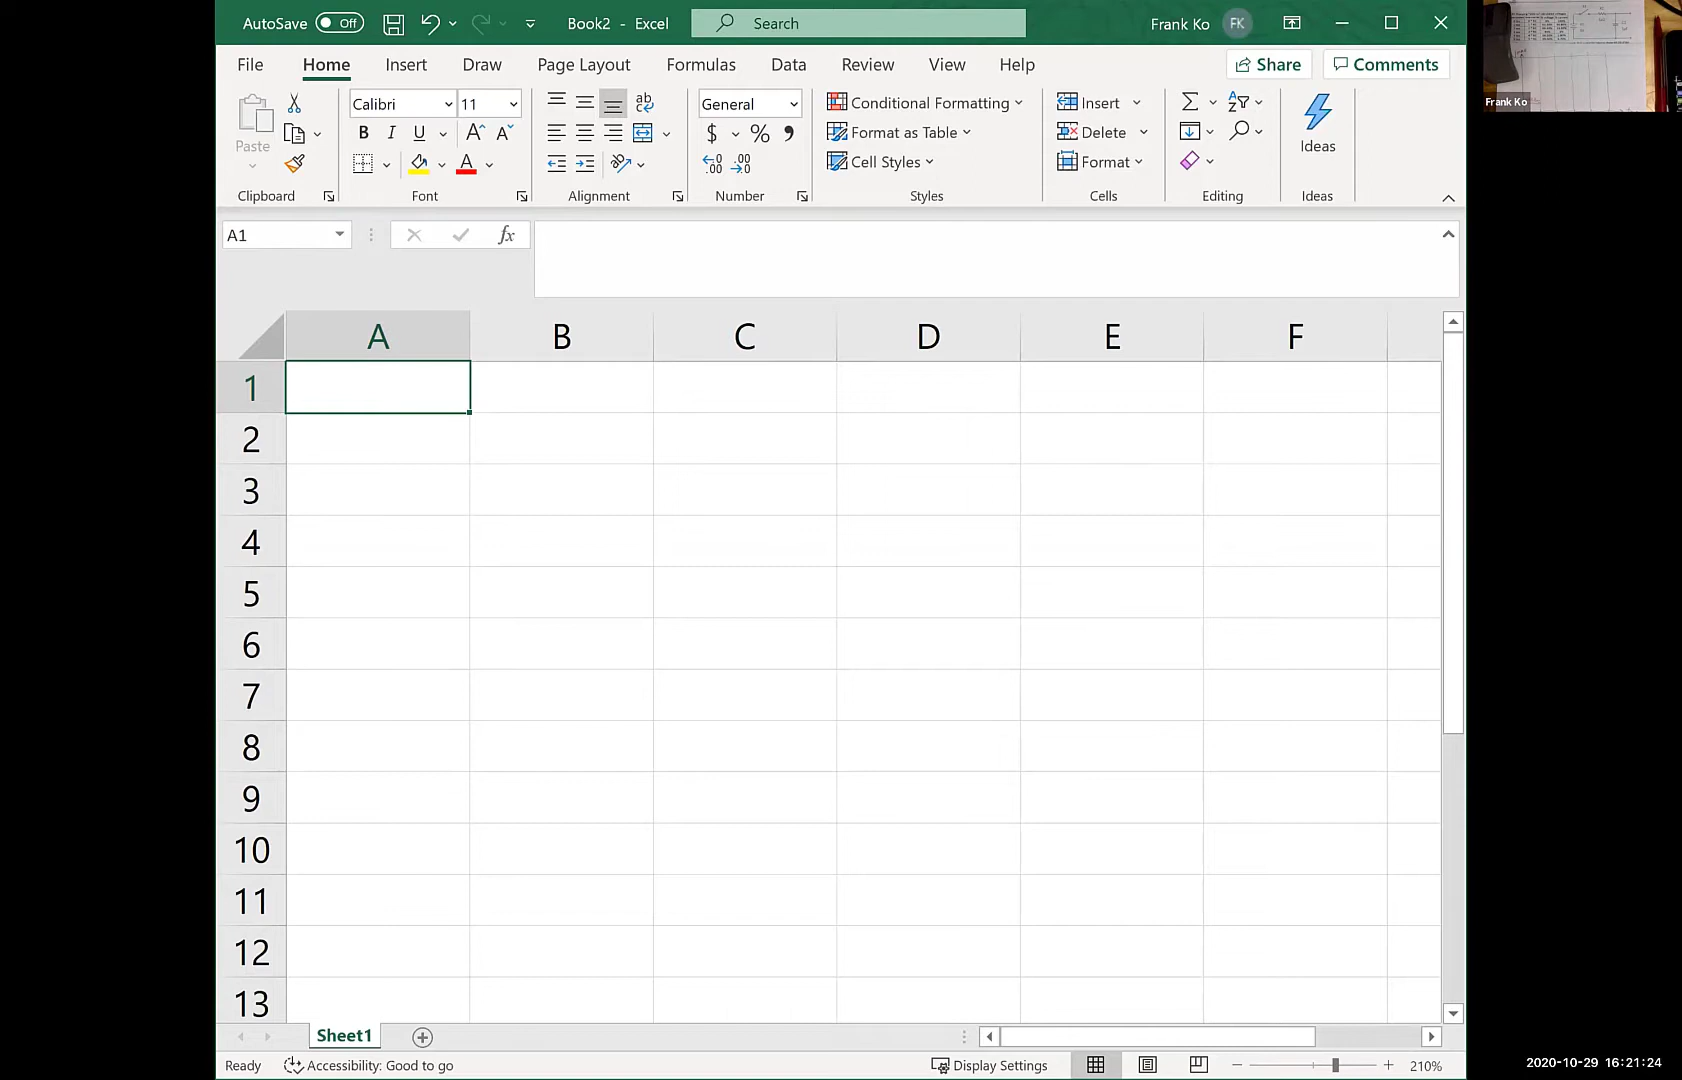 AutoSave Off Book2 - Excel Search Frank Ko FK
File Home Insert Draw Page Layout Formulas Data Review View Help Share Comments
Paste Calibri 11 ab General Conditional Formatting Insert Ideas
B I U A A $ % Format as Table Delete
A Cell Styles Format
Clipboard Font Alignment Number Styles Cells Editing Ideas
A1 fx
A B C D E F
1
2
3
4
5
6
7
8
9
10
11
12
13
Sheet1
Ready Accessibility: Good to go Display Settings 210%
Frank Ko
2020-10-29 16:21:24